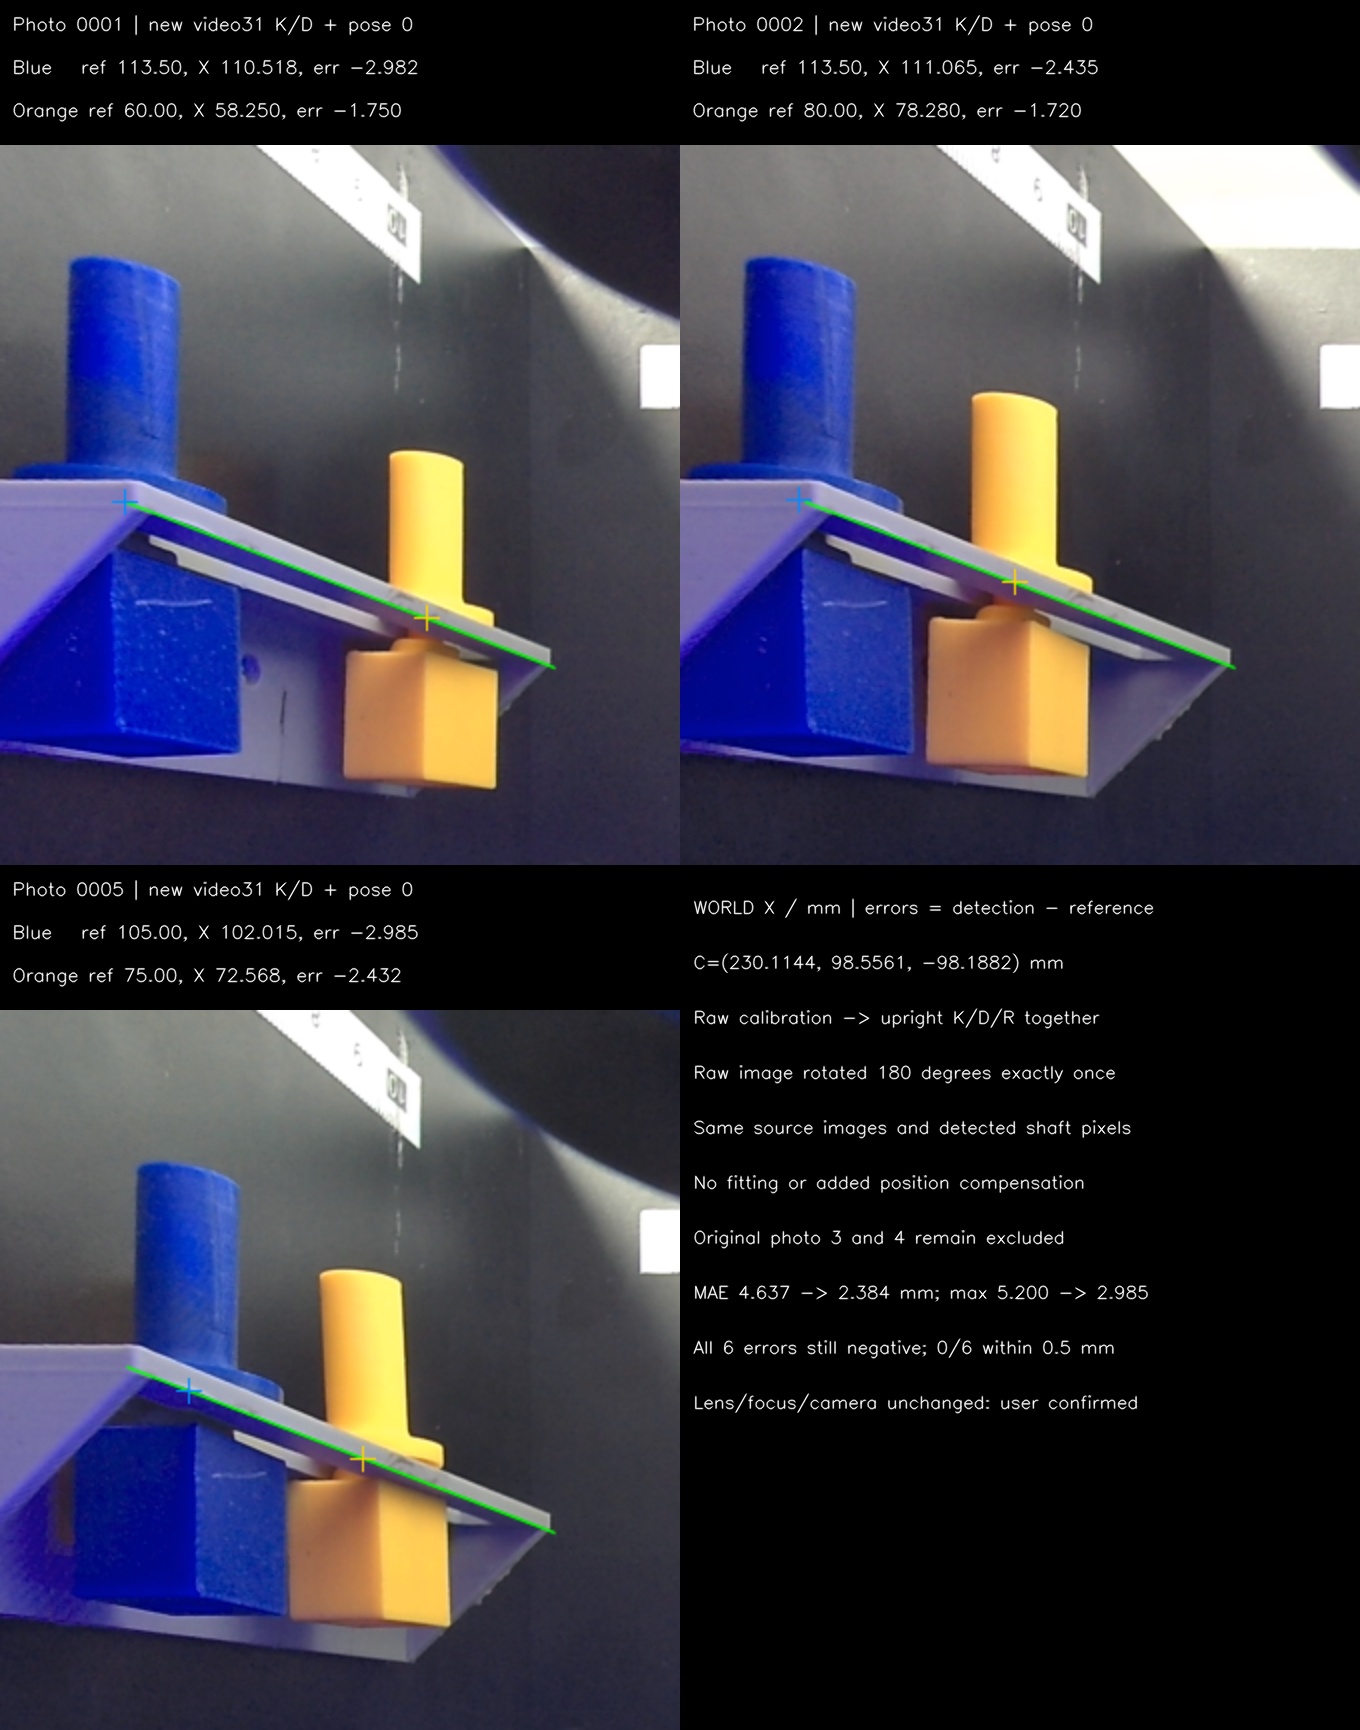 Photo 0001 | new video31 K/D + pose 0
Blue ref 113.50, X 110.518, err −2.982
Orange ref 60.00, X 58.250, err −1.750
Photo 0002 | new video31 K/D + pose 0
Blue ref 113.50, X 111.065, err −2.435
Orange ref 80.00, X 78.280, err −1.720
10
9
10
Photo 0005 | new video31 K/D + pose 0
Blue ref 105.00, X 102.015, err −2.985
Orange ref 75.00, X 72.568, err −2.432
10
WORLD X / mm | errors = detection − reference
C=(230.1144, 98.5561, −98.1882) mm
Raw calibration −> upright K/D/R together
Raw image rotated 180 degrees exactly once
Same source images and detected shaft pixels
No fitting or added position compensation
Original photo 3 and 4 remain excluded
MAE 4.637 −> 2.384 mm; max 5.200 −> 2.985
All 6 errors still negative; 0/6 within 0.5 mm
Lens/focus/camera unchanged: user confirmed